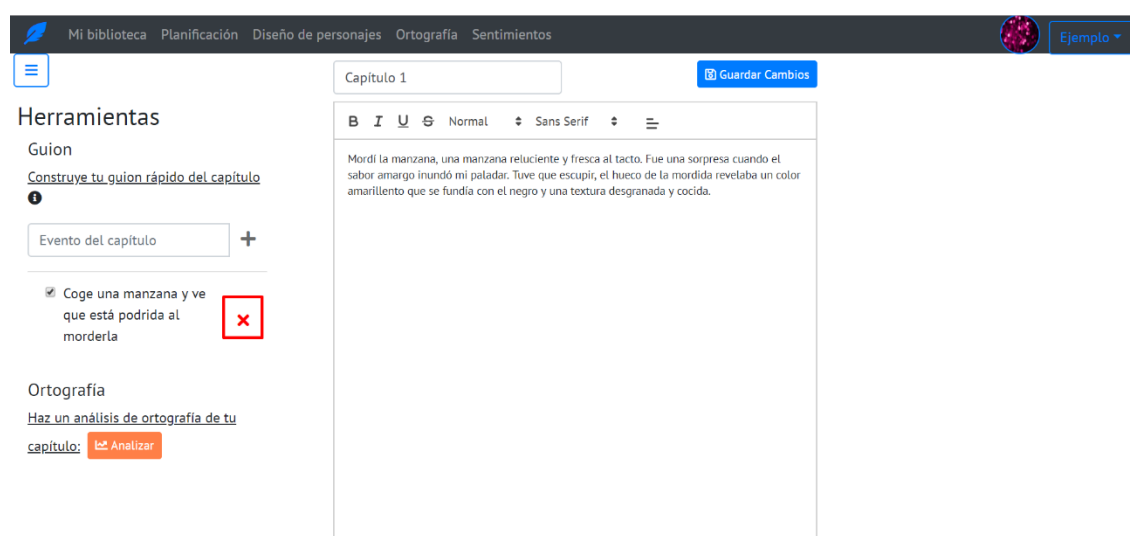 Mi biblioteca Planificación Diseño de personajes Ortografía Sentimientos Ejemplo
Capítulo 1
Guardar Cambios
Herramientas
Guion
Construye tu guion rápido del capítulo
Evento del capítulo
Coge una manzana y ve
que está podrida al
morderla
Ortografía
Haz un análisis de ortografía de tu
capítulo: Analizar
B I U S Normal Sans Serif
Mordí la manzana, una manzana reluciente y fresca al tacto. Fue una sorpresa cuando el
sabor amargo inundó mi paladar. Tuve que escupir, el hueco de la mordida revelaba un color
amarillento que se fundía con el negro y una textura desgranada y cocida.